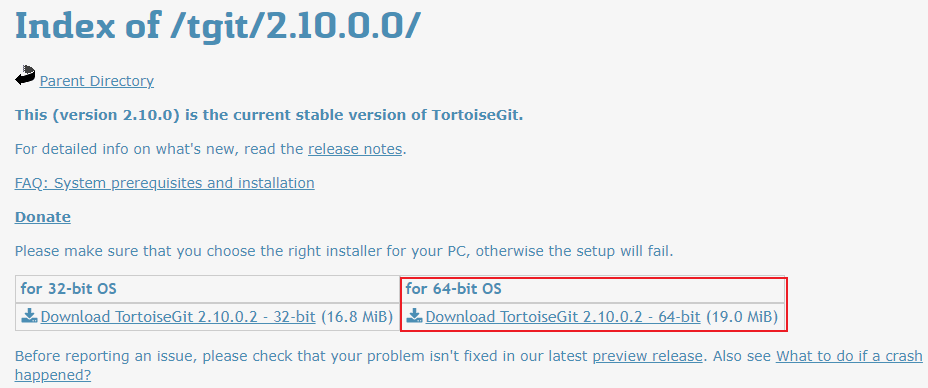 Index of /tgit/2.10.0.0/
Parent Directory
This (version 2.10.0) is the current stable version of TortoiseGit.
For detailed info on what's new, read the release notes.
FAQ: System prerequisites and installation
Donate
Please make sure that you choose the right installer for your PC, otherwise the setup will fail.
for 32-bit OS for 64-bit OS
Download TortoiseGit 2.10.0.2 - 32-bit (16.8 MiB) Download TortoiseGit 2.10.0.2 - 64-bit (19.0 MiB)
Before reporting an issue, please check that your problem isn't fixed in our latest preview release. Also see What to do if a crash
happened?